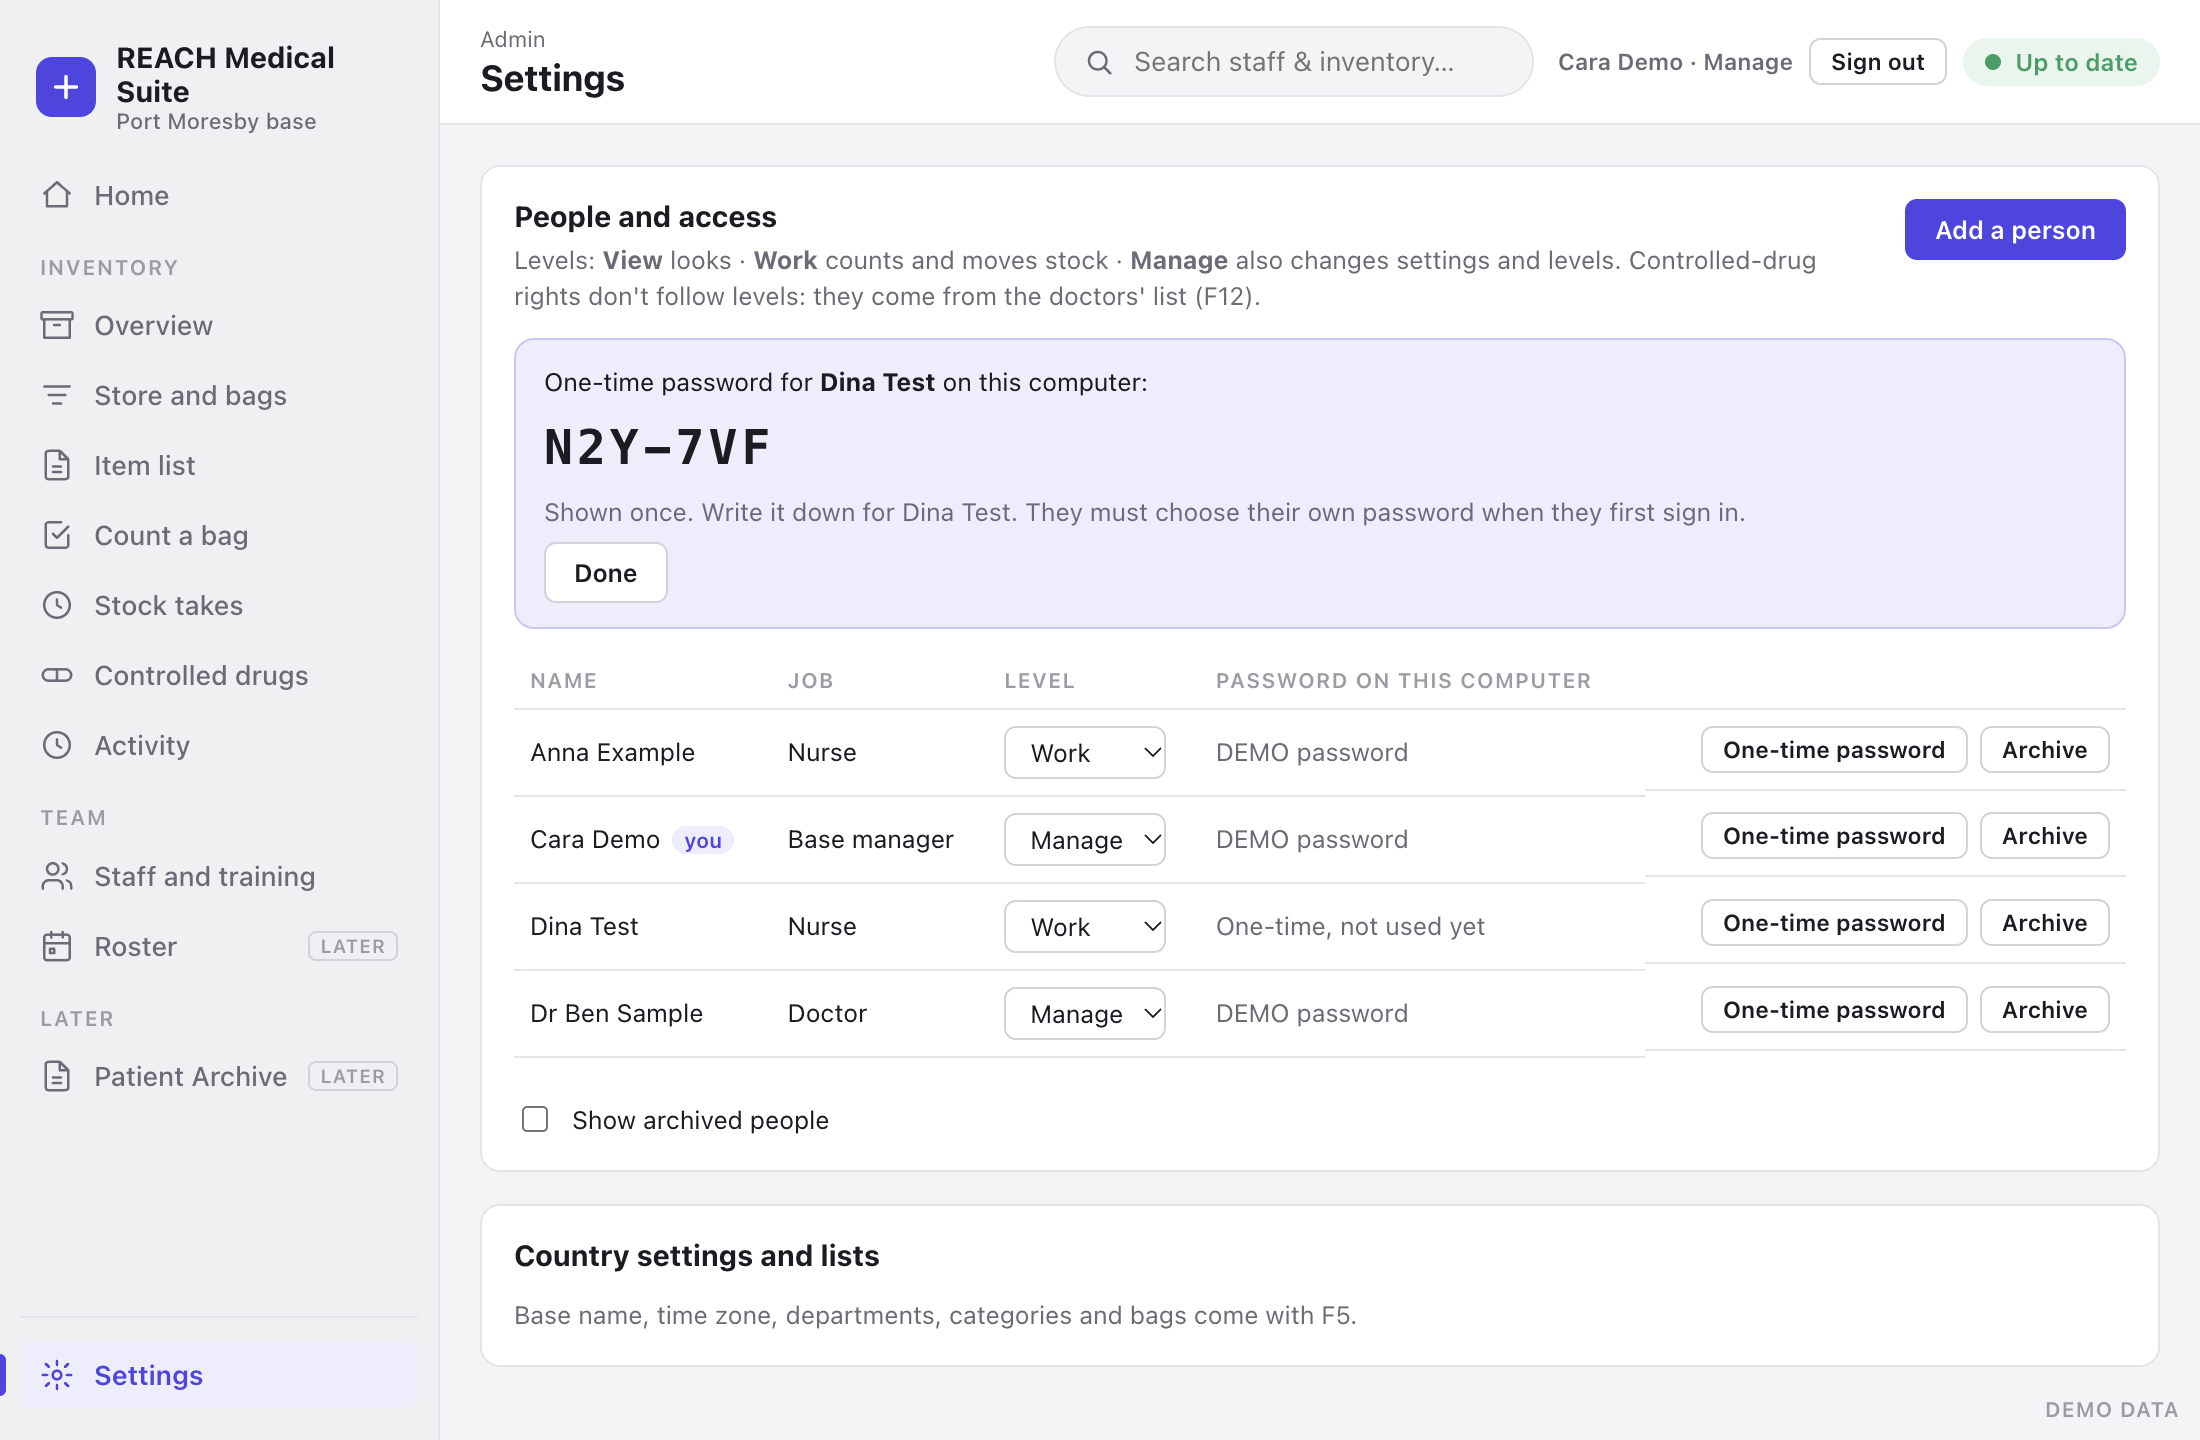 REACH Medical
Suite
Port Moresby base
Home
INVENTORY
Overview
Store and bags
Item list
Count a bag
Stock takes
Controlled drugs
Activity
TEAM
Staff and training
Roster LATER
LATER
Patient Archive LATER
Settings
Admin
Settings
Search staff & inventory...
Cara Demo · Manage
Sign out
Up to date
People and access
Add a person
Levels: View looks · Work counts and moves stock · Manage also changes settings and levels. Controlled-drug
rights don't follow levels: they come from the doctors' list (F12).
One-time password for Dina Test on this computer:
N2Y-7VF
Shown once. Write it down for Dina Test. They must choose their own password when they first sign in.
Done
NAME JOB LEVEL PASSWORD ON THIS COMPUTER
Anna Example Nurse Work DEMO password One-time password Archive
Cara Demo you Base manager Manage DEMO password One-time password Archive
Dina Test Nurse Work One-time, not used yet One-time password Archive
Dr Ben Sample Doctor Manage DEMO password One-time password Archive
Show archived people
Country settings and lists
Base name, time zone, departments, categories and bags come with F5.
DEMO DATA